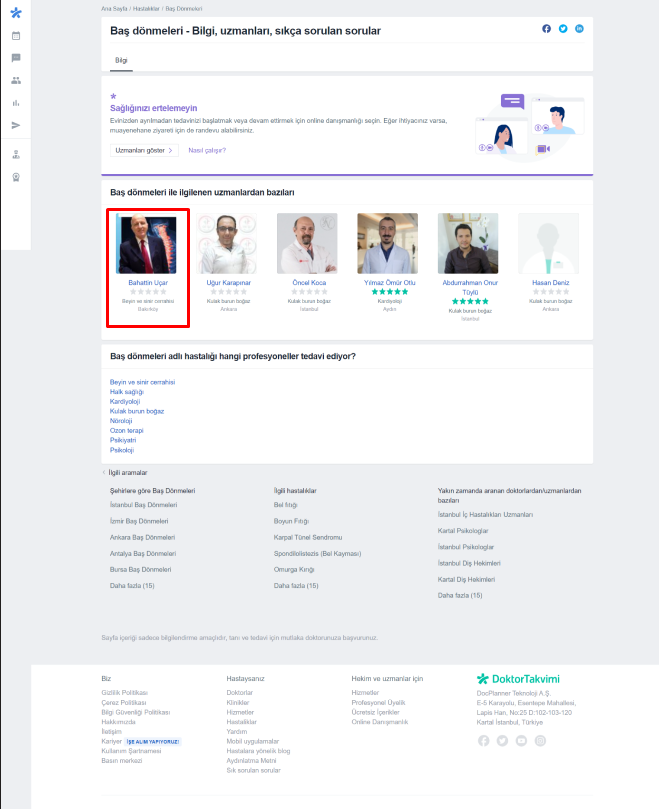 Ana Sayfa / Hastalıklar / Baş Dönmeleri
Baş dönmeleri - Bilgi, uzmanları, sıkça sorulan sorular
Bilgi
*
Sağlığınızı ertelemeyin
Evinizden ayrılmadan tedavinizi başlatmak veya devam ettirmek için online danışmanlığı seçin. Eğer ihtiyacınız varsa,
muayenehane ziyareti için de randevu alabilirsiniz.
Uzmanları göster >
Nasıl çalışır?
Baş dönmeleri ile ilgilenen uzmanlardan bazıları
Bahattin Uçar
Beyin ve sinir cerrahisi
Bakırköy
Uğur Karapınar
Kulak burun boğaz
Ankara
Öncel Koca
Kulak burun boğaz
İstanbul
Yılmaz Ömür Otlu
Kardiyoloji
Aydın
Abdurrahman Onur
Töylü
Kulak burun boğaz
İstanbul
Hasan Deniz
Kulak burun boğaz
Ankara
Baş dönmeleri adlı hastalığı hangi profesyoneller tedavi ediyor?
Beyin ve sinir cerrahisi
Halk sağlığı
Kardiyoloji
Kulak burun boğaz
Nöroloji
Ozon terapi
Psikiyatri
Psikoloji
< İlgili aramalar
Şehirlere göre Baş Dönmeleri
İstanbul Baş Dönmeleri
İzmir Baş Dönmeleri
Ankara Baş Dönmeleri
Antalya Baş Dönmeleri
Bursa Baş Dönmeleri
Daha fazla (15)
İlgili hastalıklar
Bel fıtığı
Boyun Fıtığı
Karpal Tünel Sendromu
Spondilolistezis (Bel Kayması)
Omurga Kırığı
Daha fazla (15)
Yakın zamanda aranan doktorlardan/uzmanlardan
bazıları
İstanbul İç Hastalıkları Uzmanları
Kartal Psikologlar
İstanbul Psikologlar
İstanbul Diş Hekimleri
Kartal Diş Hekimleri
Daha fazla (15)
Sayfa içeriği sadece bilgilendirme amaçlıdır, tanı ve tedavi için mutlaka doktorunuza başvurunuz.
Biz
Gizlilik Politikası
Çerez Politikası
Bilgi Güvenliği Politikası
Hakkımızda
İletişim
Kariyer İŞE ALIM YAPIYORUZ!
Kullanım Şartnamesi
Basın merkezi
Hastaysanız
Doktorlar
Klinikler
Hizmetler
Hastalıklar
Yardım
Mobil uygulamalar
Hastalara yönelik blog
Aydınlatma Metni
Sık sorulan sorular
Hekim ve uzmanlar için
Hizmetler
Profesyonel Üyelik
Ücretsiz İçerikler
Online Danışmanlık
DoktorTakvimi
DocPlanner Teknoloji A.Ş.
E-5 Karayolu, Esentepe Mahallesi,
Lapis Han, No:25 D:102-103-120
Kartal İstanbul, Türkiye